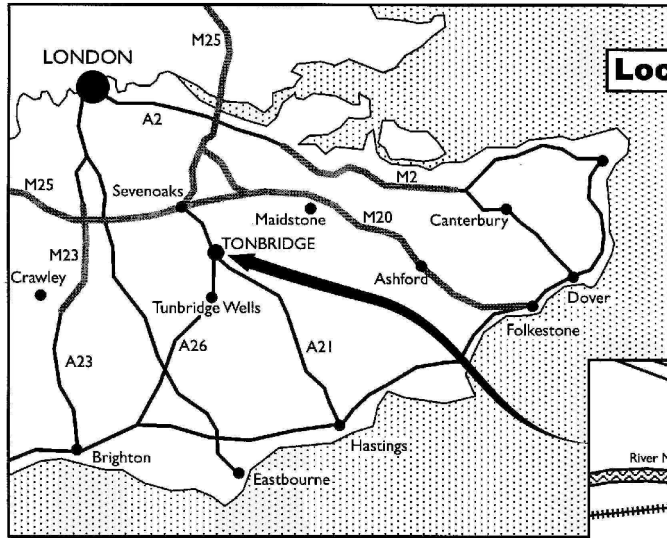 M25
LONDON
Loc
A2
M25
Sevenoaks
M2
Maidstone
M20
Canterbury
M23
TONBRIDGE
Crawley
Ashford
Dover
Tunbridge Wells
Folkestone
A23
A26
A21
Hastings
River M
Brighton
Eastbourne